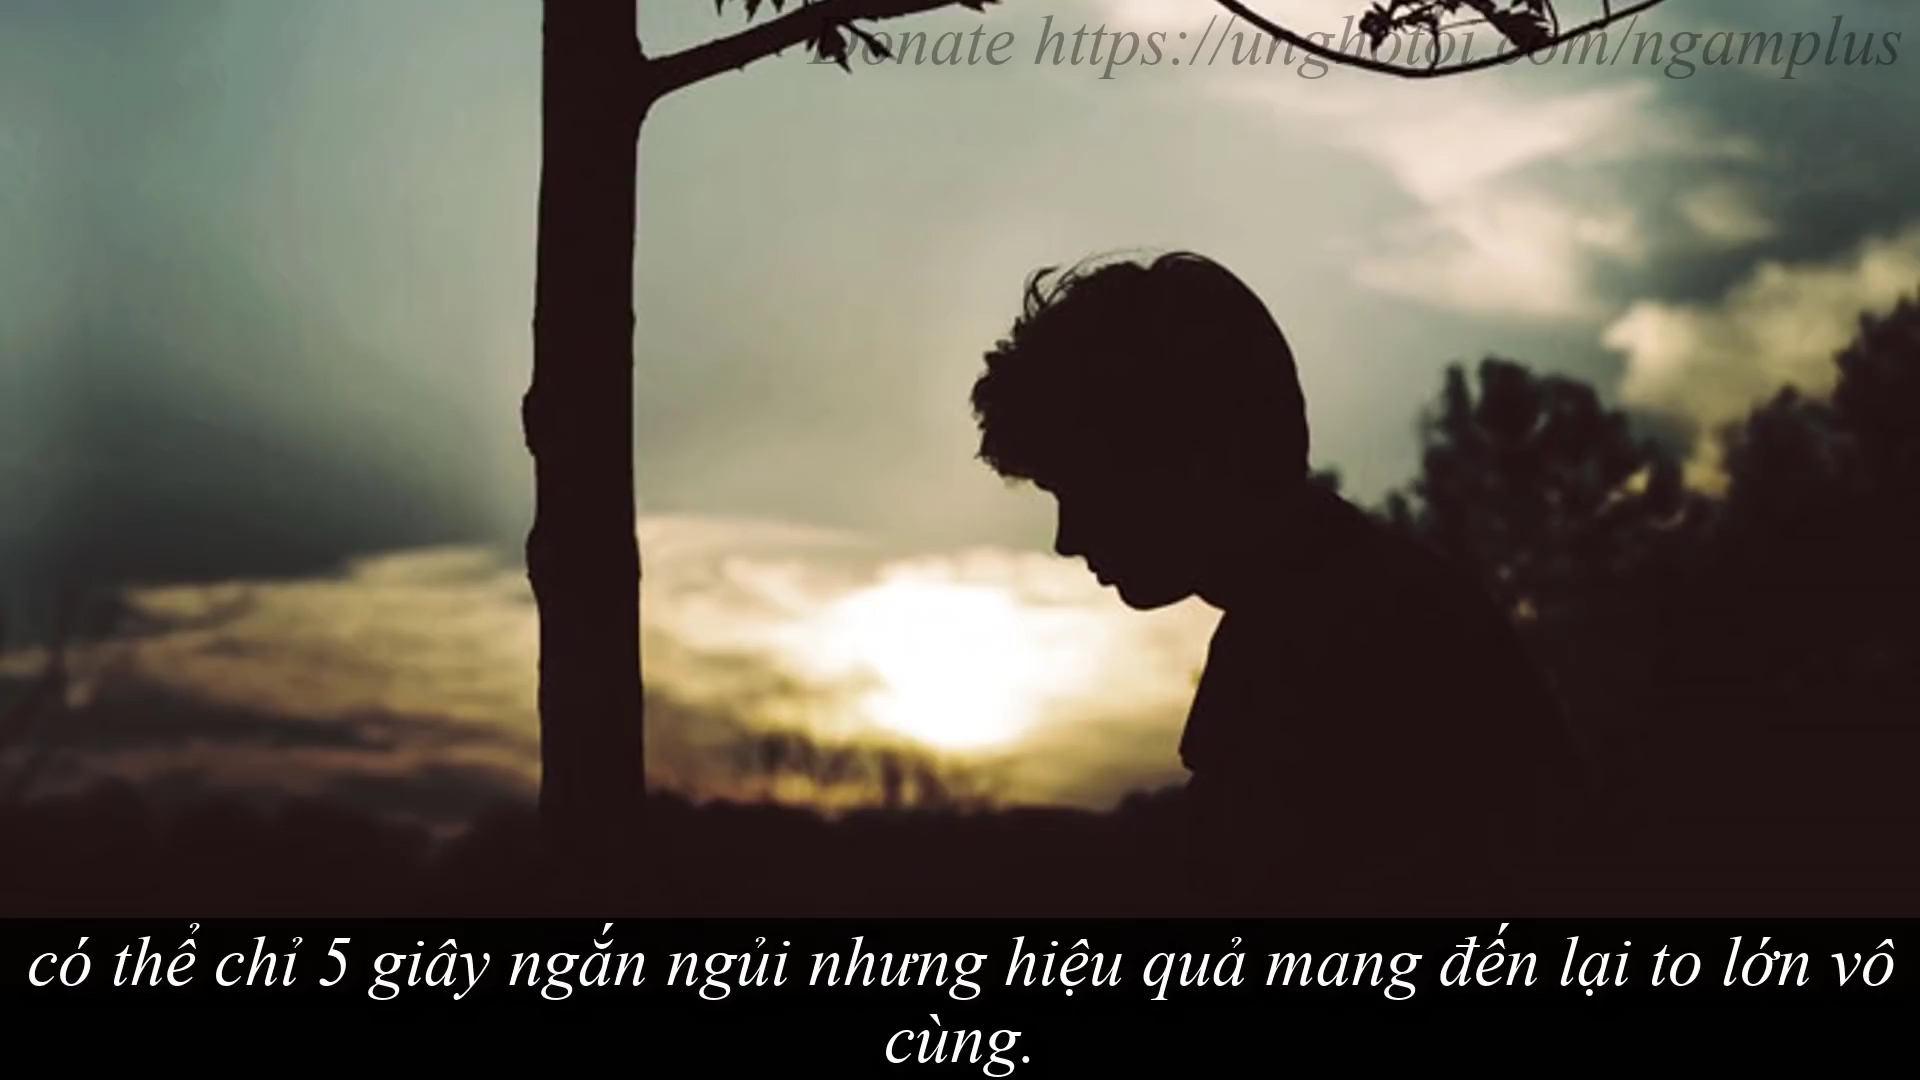 Donate https://unghotoi.com/ngamplus
có thể chỉ 5 giây ngắn ngủi nhưng hiệu quả mang đến lại to lớn vô
cùng.